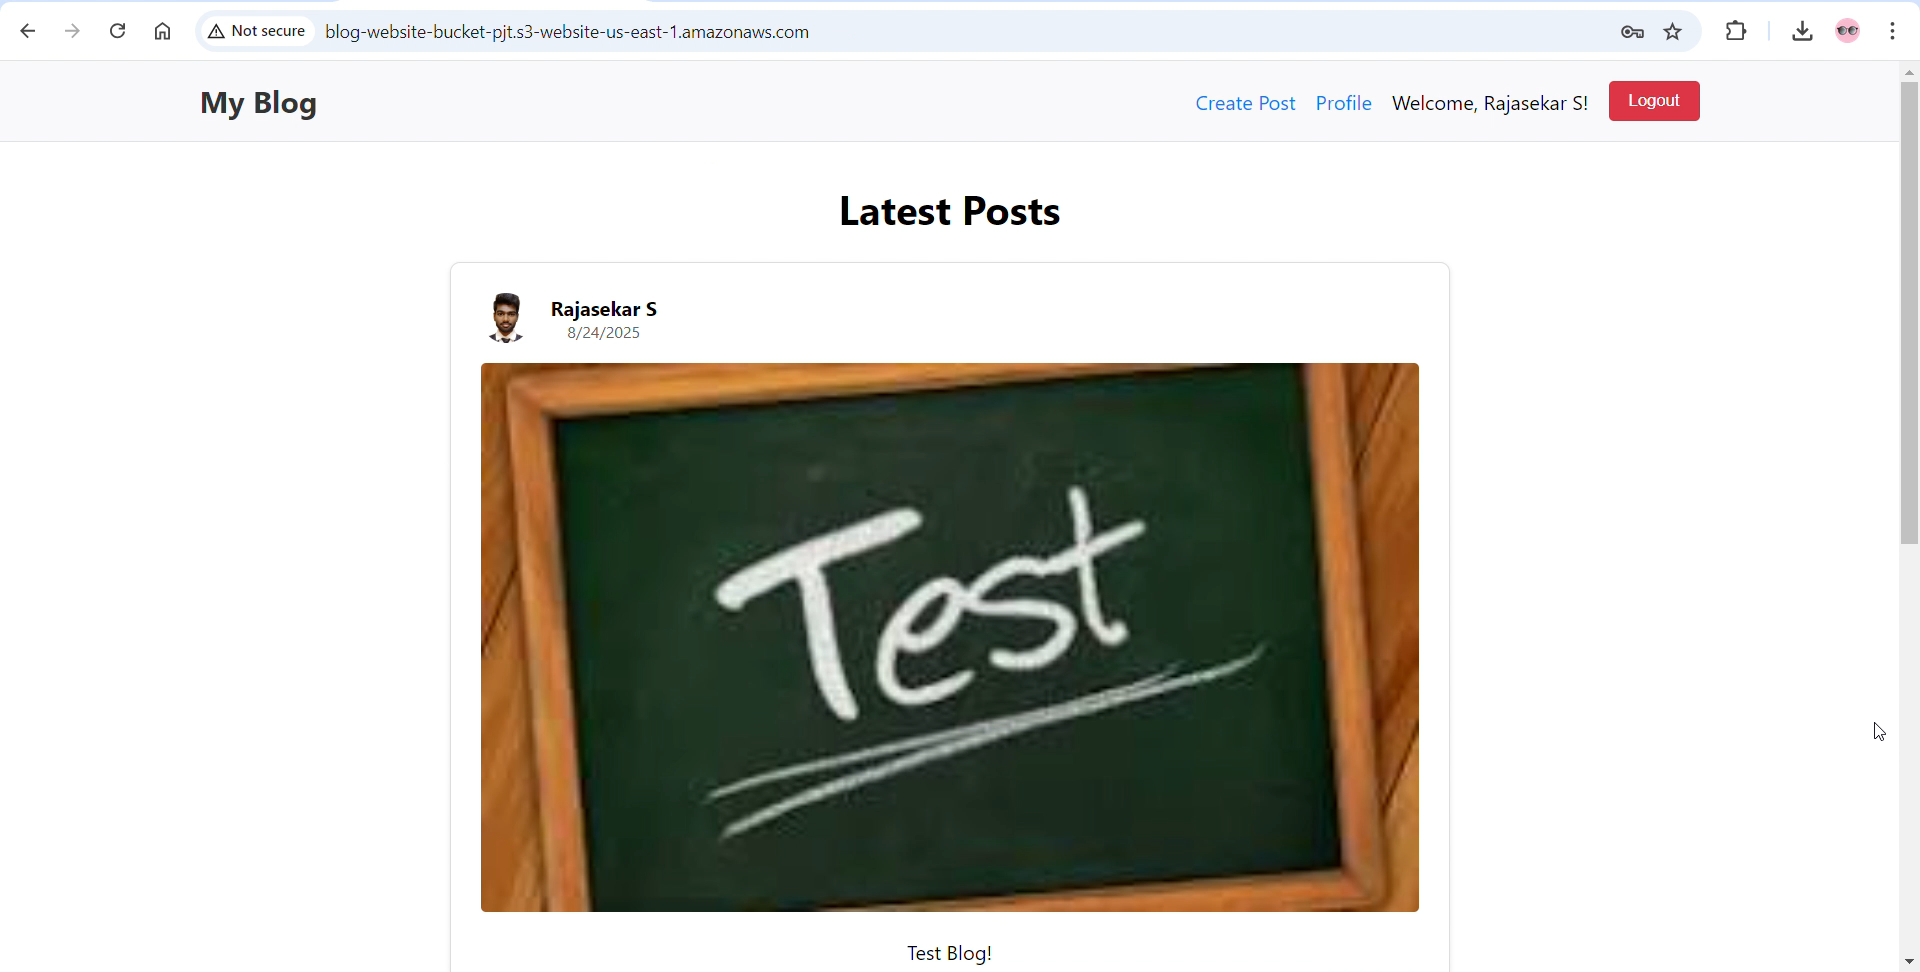 Not secure
blog-website-bucket-pjt.s3-website-us-east-1.amazonaws.com
My Blog
Create Post Profile Welcome, Rajasekar S! Logout
Latest Posts
Rajasekar S
8/24/2025
Test
Test Blog!